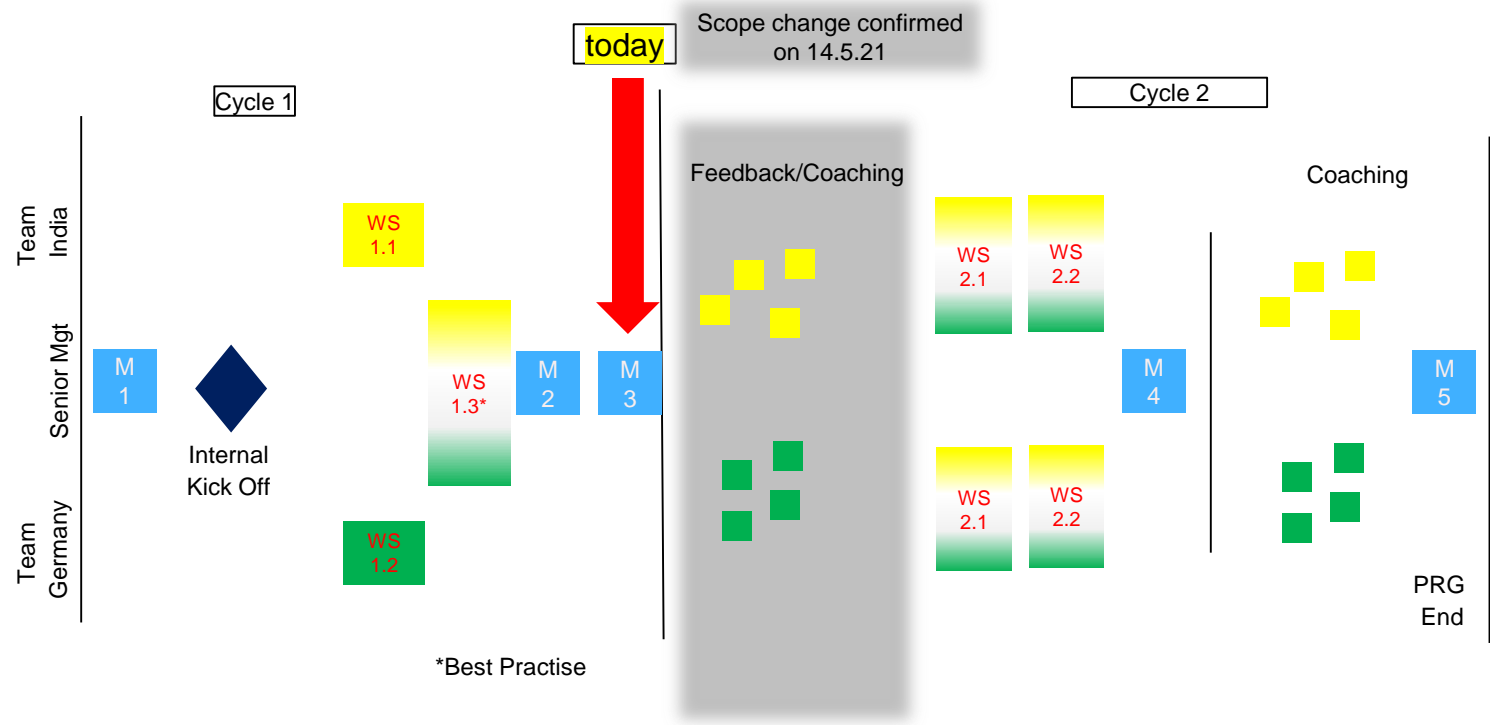 today
Scope change confirmed
on 14.5.21
Cycle 1
Cycle 2
Feedback/Coaching
Coaching
Team
India
WS
1.1
WS
2.1
WS
2.2
Senior Mgt
M
1
Internal
Kick Off
WS
1.3*
M
2
M
3
M
4
M
5
Team
Germany
WS
1.2
WS
2.1
WS
2.2
PRG
End
*Best Practise